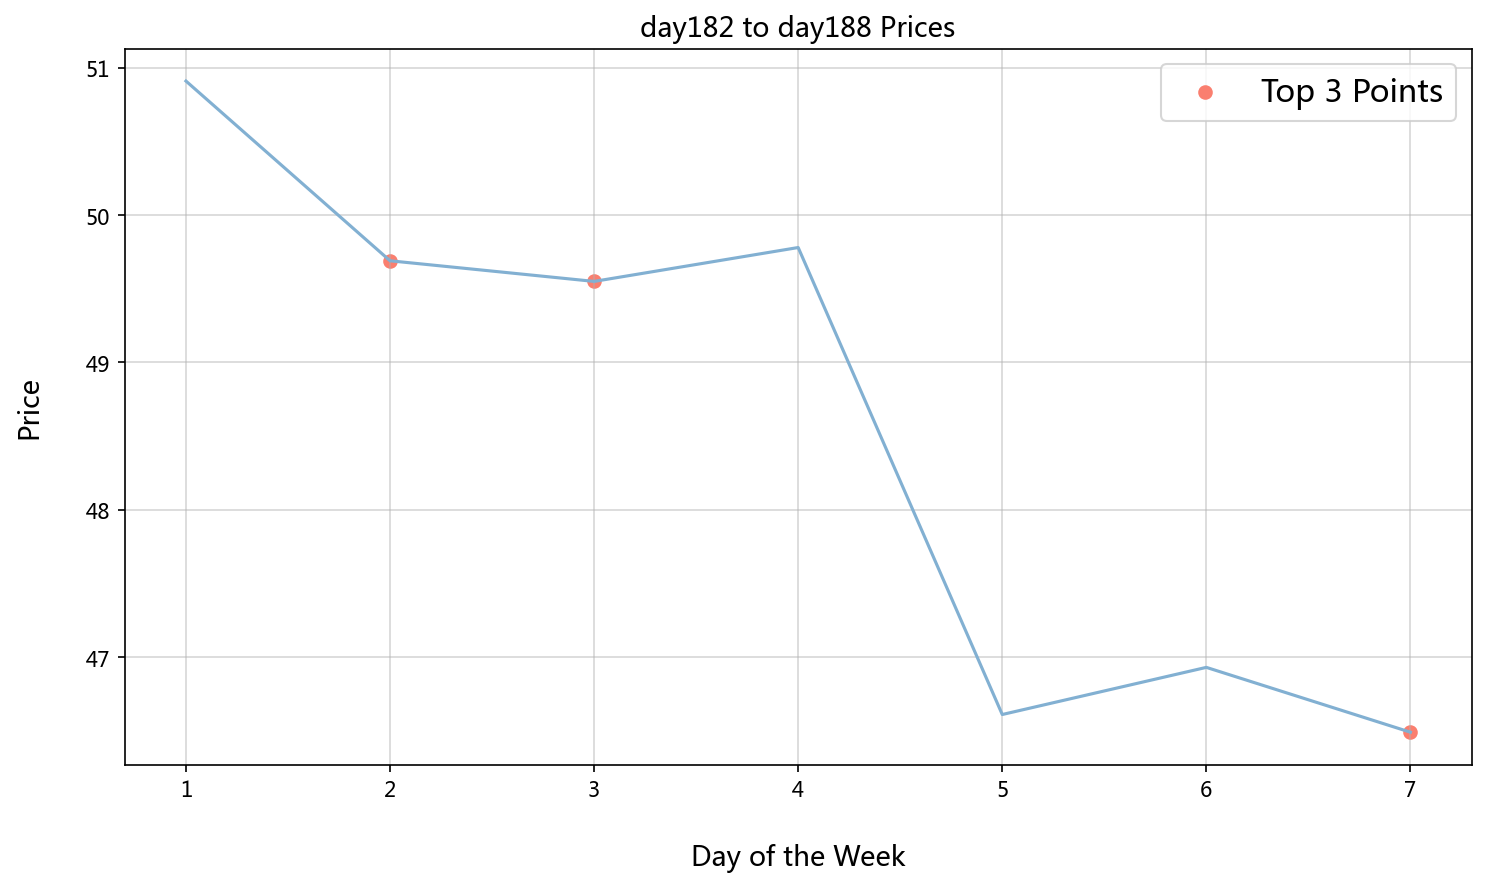 day182 to day188 Prices
Top 3 Points
51
50
49
48
47
Price
1 2 3 4 5 6 7
Day of the Week